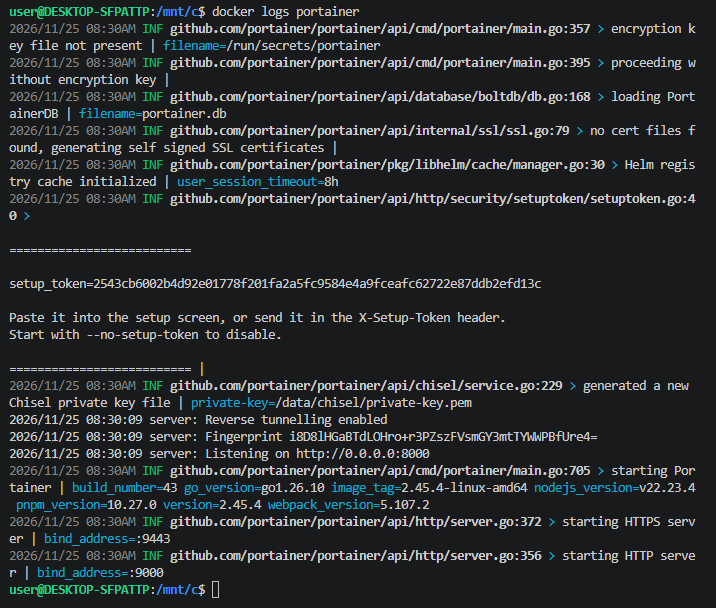 user@DESKTOP-SFPATTP:/mnt/c$ docker logs portainer
2026/11/25 08:30AM INF github.com/portainer/portainer/api/cmd/portainer/main.go:357 > encryption k
ey file not present | filename=/run/secrets/portainer
2026/11/25 08:30AM INF github.com/portainer/portainer/api/cmd/portainer/main.go:395 > proceeding w
ithout encryption key |
2026/11/25 08:30AM INF github.com/portainer/portainer/api/database/boltdb/db.go:168 > loading Port
ainerDB | filename=portainer.db
2026/11/25 08:30AM INF github.com/portainer/portainer/api/internal/ssl/ssl.go:79 > no cert files f
ound, generating self signed SSL certificates |
2026/11/25 08:30AM INF github.com/portainer/portainer/pkg/libhelm/cache/manager.go:30 > Helm regis
try cache initialized | user_session_timeout=8h
2026/11/25 08:30AM INF github.com/portainer/portainer/api/http/security/setuptoken/setuptoken.go:4
0 >
==========================
setup_token=2543cb6002b4d92e01778f201fa2a5fc9584e4a9fceafc62722e87ddb2efd13c
Paste it into the setup screen, or send it in the X-Setup-Token header.
Start with --no-setup-token to disable.
========================== |
2026/11/25 08:30AM INF github.com/portainer/portainer/api/chisel/service.go:229 > generated a new
Chisel private key file | private-key=/data/chisel/private-key.pem
2026/11/25 08:30:09 server: Reverse tunnelling enabled
2026/11/25 08:30:09 server: Fingerprint i8D8lHGaBTdLOHro+r3PZszFVsmGY3mtTYWWPBfUre4=
2026/11/25 08:30:09 server: Listening on http://0.0.0.0:8000
2026/11/25 08:30AM INF github.com/portainer/portainer/api/cmd/portainer/main.go:705 > starting Por
tainer | build_number=43 go_version=go1.26.10 image_tag=2.45.4-linux-amd64 nodejs_version=v22.23.4
 pnpm_version=10.27.0 version=2.45.4 webpack_version=5.107.2
2026/11/25 08:30AM INF github.com/portainer/portainer/api/http/server.go:372 > starting HTTPS serv
er | bind_address=:9443
2026/11/25 08:30AM INF github.com/portainer/portainer/api/http/server.go:356 > starting HTTP serve
r | bind_address=:9000
user@DESKTOP-SFPATTP:/mnt/c$